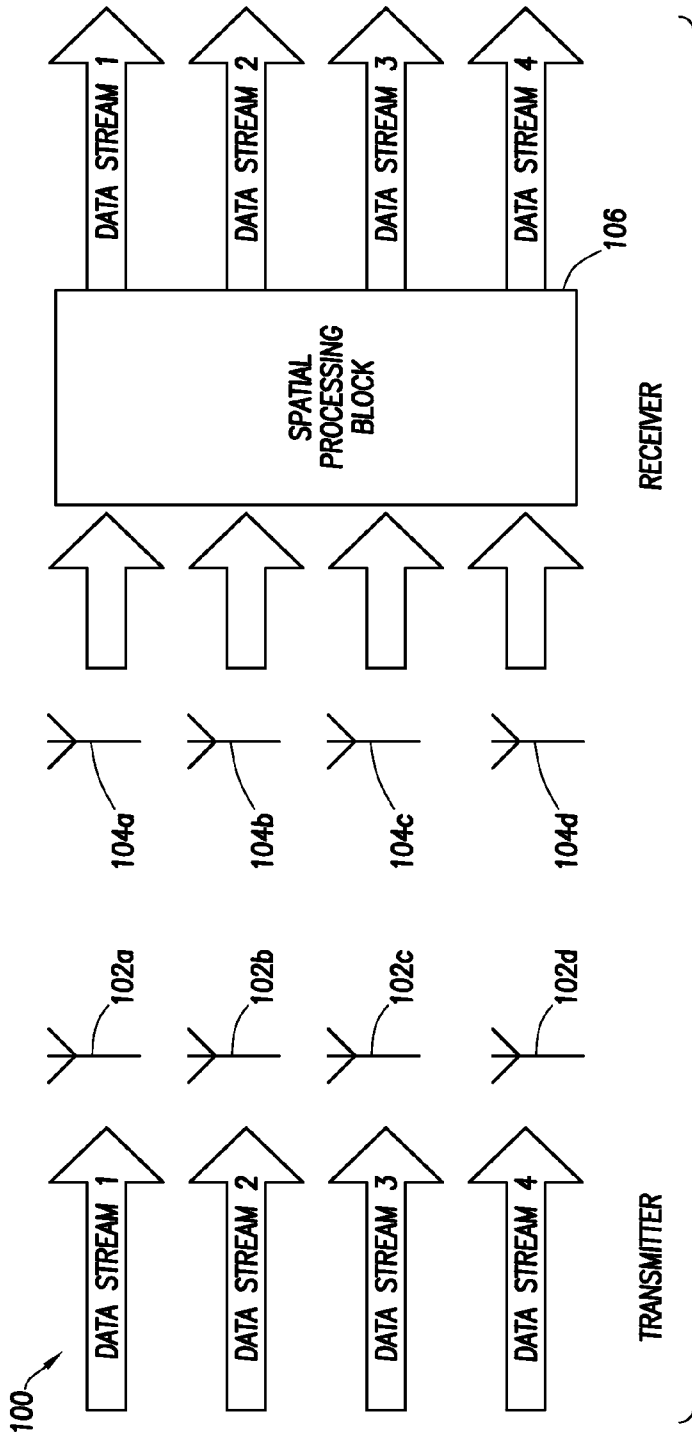 100
DATA STREAM 1
DATA STREAM 2
DATA STREAM 3
DATA STREAM 4
TRANSMITTER
102a
102b
102c
102d
104a
104b
104c
104d
SPATIAL
PROCESSING
BLOCK
106
DATA STREAM 1
DATA STREAM 2
DATA STREAM 3
DATA STREAM 4
RECEIVER